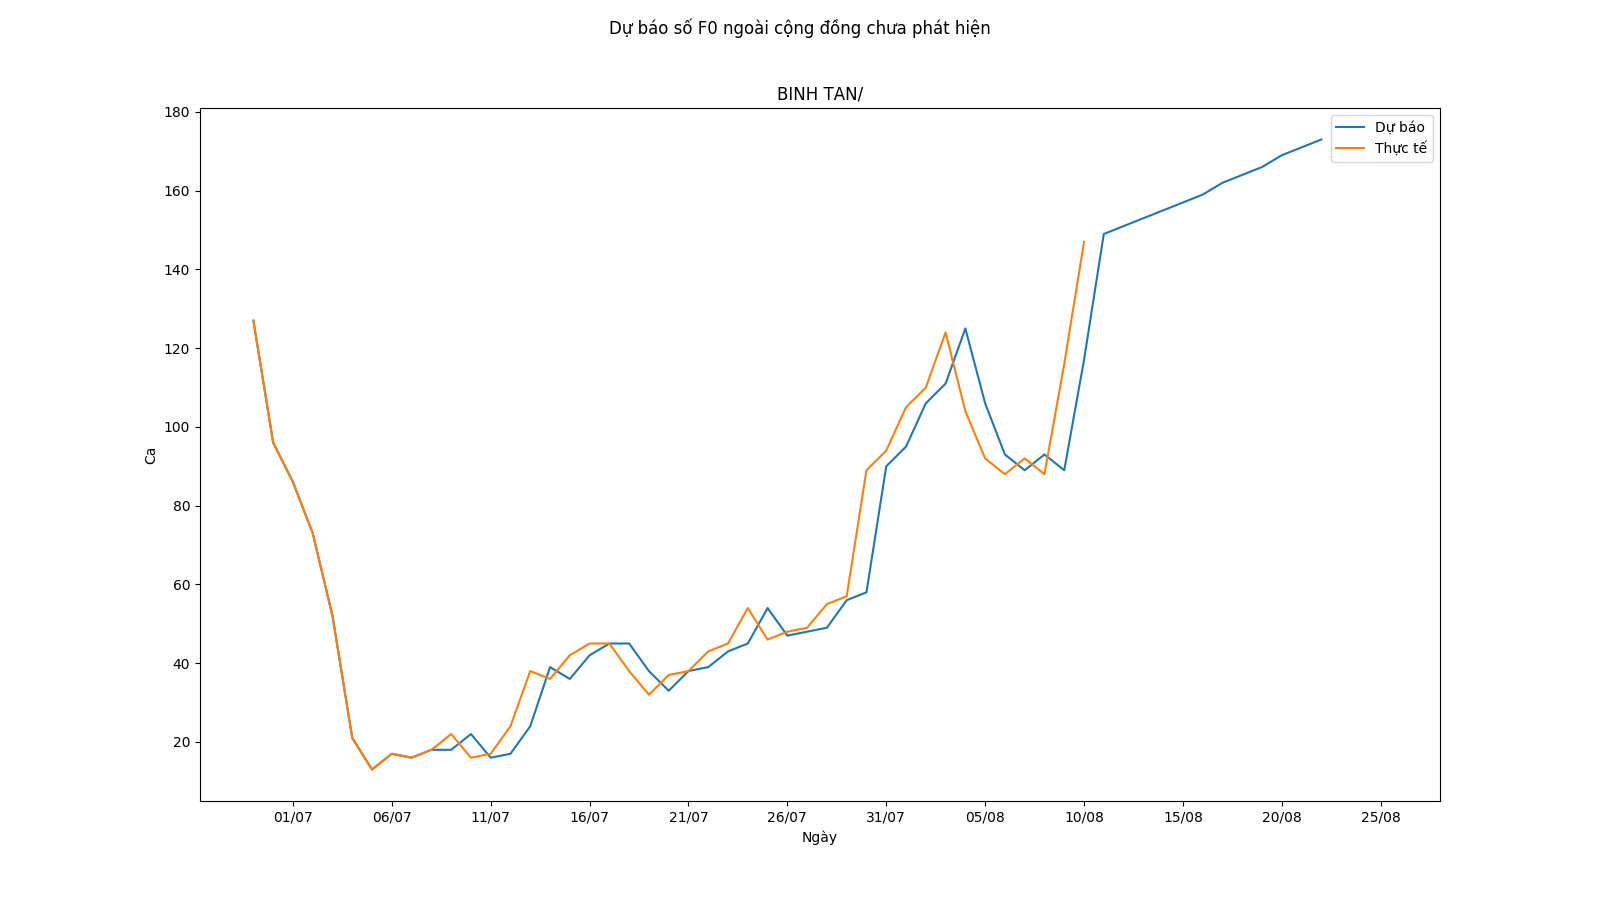 Dự báo số F0 ngoài cộng đồng chưa phát hiện
BINH TAN/
Dự báo
Thực tế
180
160
140
120
100
80
60
40
20
Ca
01/07 06/07 11/07 16/07 21/07 26/07 31/07 05/08 10/08 15/08 20/08 25/08
Ngày